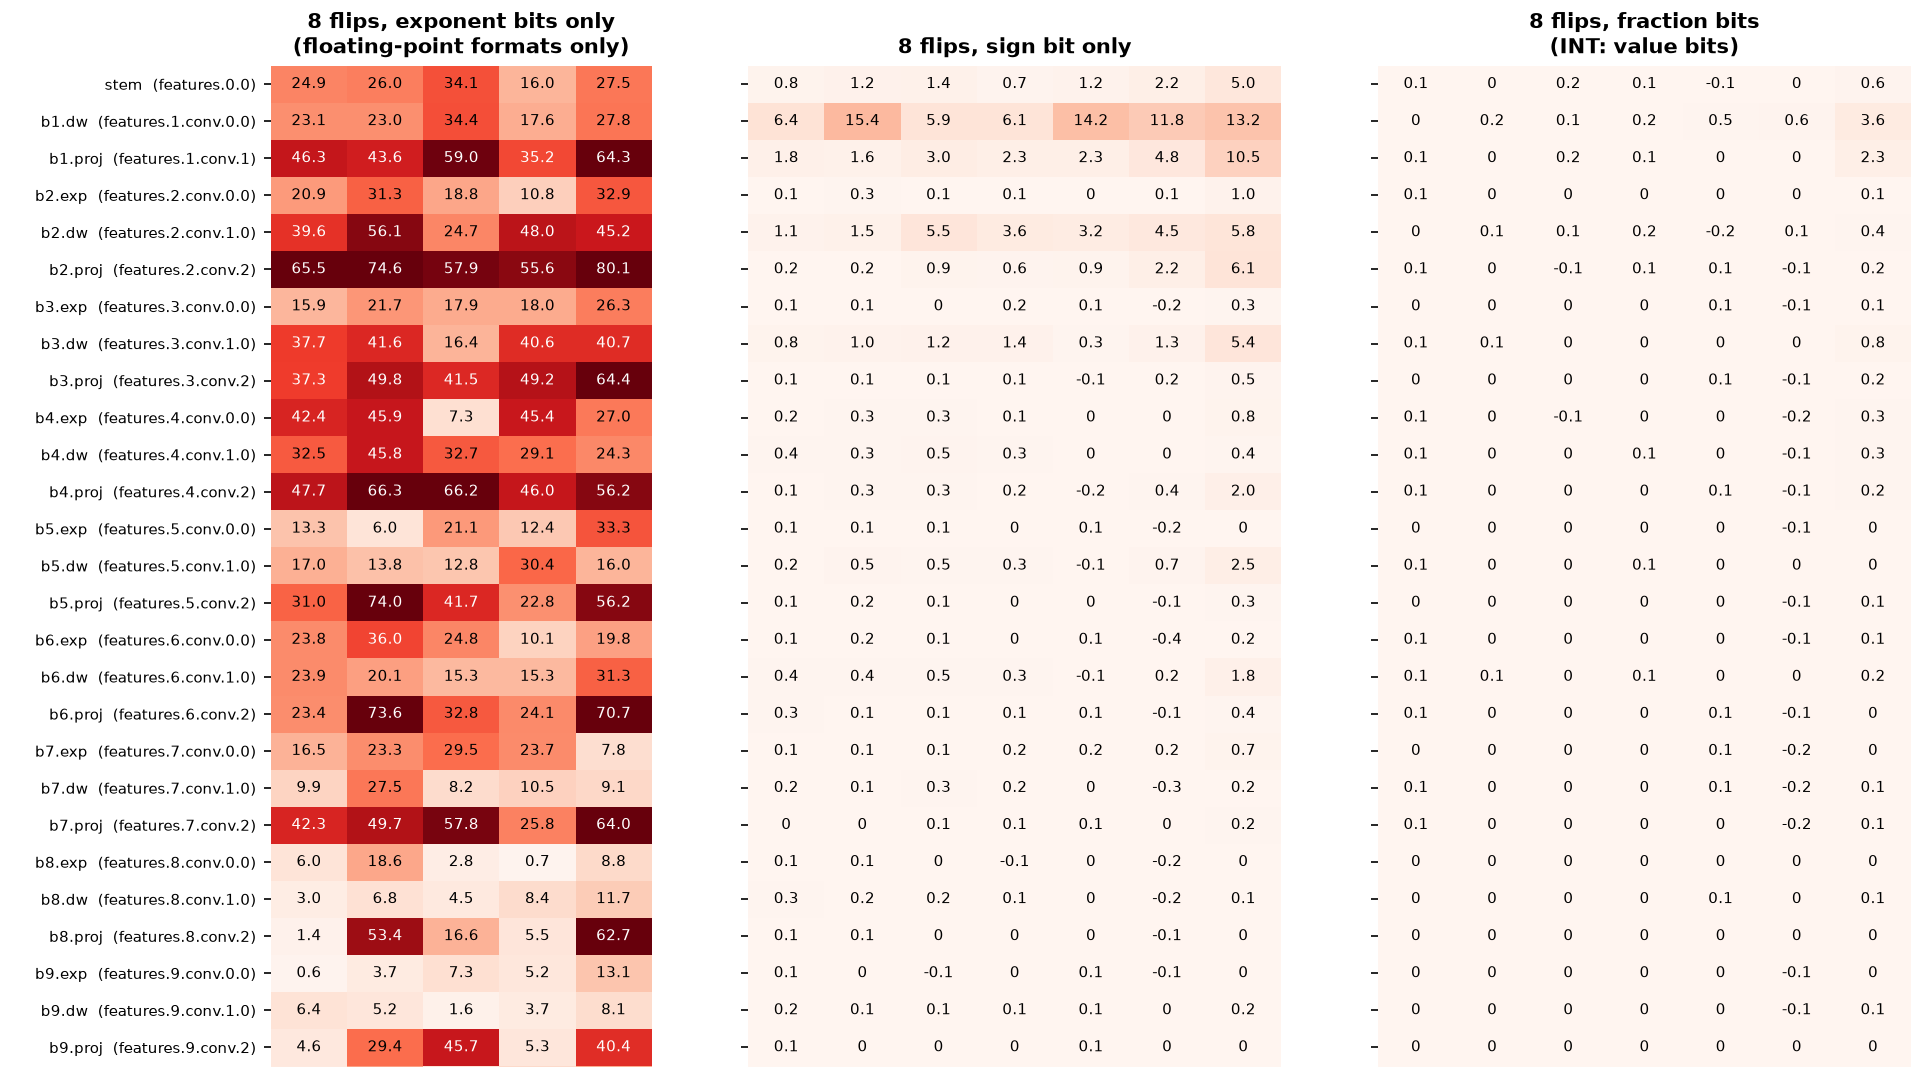 8 flips, exponent bits only
(floating-point formats only)
8 flips, sign bit only
8 flips, fraction bits
(INT: value bits)
stem (features.0.0) 24.9 26.0 34.1 16.0 27.5 0.8 1.2 1.4 0.7 1.2 2.2 5.0 0.1 0 0.2 0.1 -0.1 0 0.6
b1.dw (features.1.conv.0.0) 23.1 23.0 34.4 17.6 27.8 6.4 15.4 5.9 6.1 14.2 11.8 13.2 0 0.2 0.1 0.2 0.5 0.6 3.6
b1.proj (features.1.conv.1) 46.3 43.6 59.0 35.2 64.3 1.8 1.6 3.0 2.3 2.3 4.8 10.5 0.1 0 0.2 0.1 0 0 2.3
b2.exp (features.2.conv.0.0) 20.9 31.3 18.8 10.8 32.9 0.1 0.3 0.1 0.1 0 0.1 1.0 0.1 0 0 0 0 0 0.1
b2.dw (features.2.conv.1.0) 39.6 56.1 24.7 48.0 45.2 1.1 1.5 5.5 3.6 3.2 4.5 5.8 0 0.1 0.1 0.2 -0.2 0.1 0.4
b2.proj (features.2.conv.2) 65.5 74.6 57.9 55.6 80.1 0.2 0.2 0.9 0.6 0.9 2.2 6.1 0.1 0 -0.1 0.1 0.1 -0.1 0.2
b3.exp (features.3.conv.0.0) 15.9 21.7 17.9 18.0 26.3 0.1 0.1 0 0.2 0.1 -0.2 0.3 0 0 0 0 0.1 -0.1 0.1
b3.dw (features.3.conv.1.0) 37.7 41.6 16.4 40.6 40.7 0.8 1.0 1.2 1.4 0.3 1.3 5.4 0.1 0.1 0 0 0 0 0.8
b3.proj (features.3.conv.2) 37.3 49.8 41.5 49.2 64.4 0.1 0.1 0.1 0.1 -0.1 0.2 0.5 0 0 0 0 0.1 -0.1 0.2
b4.exp (features.4.conv.0.0) 42.4 45.9 7.3 45.4 27.0 0.2 0.3 0.3 0.1 0 0 0.8 0.1 0 -0.1 0 0 -0.2 0.3
b4.dw (features.4.conv.1.0) 32.5 45.8 32.7 29.1 24.3 0.4 0.3 0.5 0.3 0 0 0.4 0.1 0 0 0.1 0 -0.1 0.3
b4.proj (features.4.conv.2) 47.7 66.3 66.2 46.0 56.2 0.1 0.3 0.3 0.2 -0.2 0.4 2.0 0.1 0 0 0 0.1 -0.1 0.2
b5.exp (features.5.conv.0.0) 13.3 6.0 21.1 12.4 33.3 0.1 0.1 0.1 0 0.1 -0.2 0 0 0 0 0 0 -0.1 0
b5.dw (features.5.conv.1.0) 17.0 13.8 12.8 30.4 16.0 0.2 0.5 0.5 0.3 -0.1 0.7 2.5 0.1 0 0 0.1 0 0 0
b5.proj (features.5.conv.2) 31.0 74.0 41.7 22.8 56.2 0.1 0.2 0.1 0 0 -0.1 0.3 0 0 0 0 0 -0.1 0.1
b6.exp (features.6.conv.0.0) 23.8 36.0 24.8 10.1 19.8 0.1 0.2 0.1 0 0.1 -0.4 0.2 0.1 0 0 0 0 -0.1 0.1
b6.dw (features.6.conv.1.0) 23.9 20.1 15.3 15.3 31.3 0.4 0.4 0.5 0.3 -0.1 0.2 1.8 0.1 0.1 0 0.1 0 0 0.2
b6.proj (features.6.conv.2) 23.4 73.6 32.8 24.1 70.7 0.3 0.1 0.1 0.1 0.1 -0.1 0.4 0.1 0 0 0 0.1 -0.1 0
b7.exp (features.7.conv.0.0) 16.5 23.3 29.5 23.7 7.8 0.1 0.1 0.1 0.2 0.2 0.2 0.7 0 0 0 0 0.1 -0.2 0
b7.dw (features.7.conv.1.0) 9.9 27.5 8.2 10.5 9.1 0.2 0.1 0.3 0.2 0 -0.3 0.2 0.1 0 0 0 0.1 -0.2 0.1
b7.proj (features.7.conv.2) 42.3 49.7 57.8 25.8 64.0 0 0 0.1 0.1 0.1 0 0.2 0.1 0 0 0 0 -0.2 0.1
b8.exp (features.8.conv.0.0) 6.0 18.6 2.8 0.7 8.8 0.1 0.1 0 -0.1 0 -0.2 0 0 0 0 0 0 0 0
b8.dw (features.8.conv.1.0) 3.0 6.8 4.5 8.4 11.7 0.3 0.2 0.2 0.1 0 -0.2 0.1 0 0 0 0 0.1 0 0.1
b8.proj (features.8.conv.2) 1.4 53.4 16.6 5.5 62.7 0.1 0.1 0 0 0 -0.1 0 0 0 0 0 0 0 0
b9.exp (features.9.conv.0.0) 0.6 3.7 7.3 5.2 13.1 0.1 0 -0.1 0 0.1 -0.1 0 0 0 0 0 0 -0.1 0
b9.dw (features.9.conv.1.0) 6.4 5.2 1.6 3.7 8.1 0.2 0.1 0.1 0.1 0.1 0 0.2 0 0 0 0 0 -0.1 0.1
b9.proj (features.9.conv.2) 4.6 29.4 45.7 5.3 40.4 0.1 0 0 0 0.1 0 0 0 0 0 0 0 0 0